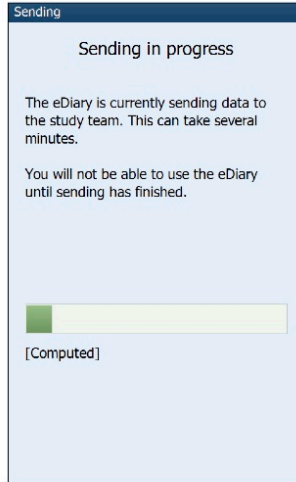 Sending
Sending in progress
The eDiary is currently sending data to
the study team. This can take several
minutes.
You will not be able to use the eDiary
until sending has finished.
[Computed]